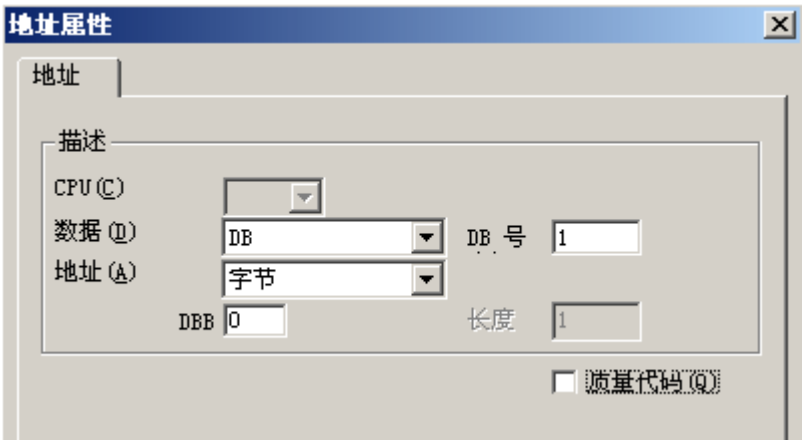 地址属性
地址
描述
CPU(C)
数据(D) DB DB 号 1
地址(A) 字节
DBB 0 长度 1
质量代码(Q)